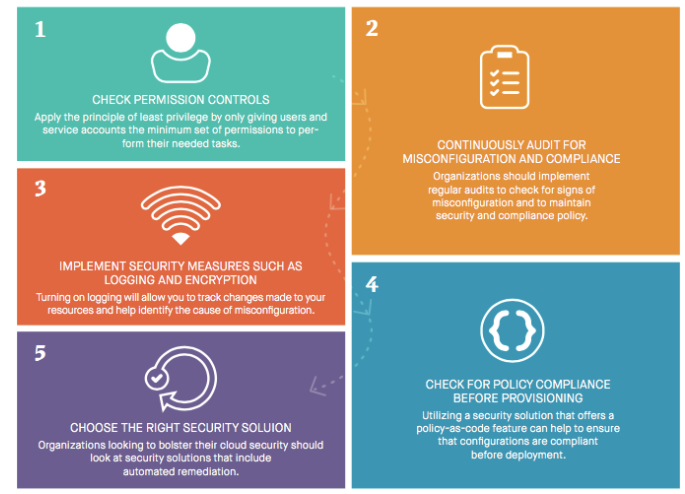 1
CHECK PERMISSION CONTROLS
Apply the principle of least privilege by only giving users and
service accounts the minimum set of permissions to per-
form their needed tasks.
2
CONTINUOUSLY AUDIT FOR
MISCONFIGURATION AND COMPLIANCE
Organizations should implement
regular audits to check for signs of
misconfiguration and to maintain
security and compliance policy.
3
IMPLEMENT SECURITY MEASURES SUCH AS
LOGGING AND ENCRYPTION
Turning on logging will allow you to track changes made to your
resources and help identify the cause of misconfiguration.
4
CHECK FOR POLICY COMPLIANCE
BEFORE PROVISIONING
Utilizing a security solution that offers a
policy-as-code feature can help to ensure
that configurations are compliant
before deployment.
5
CHOOSE THE RIGHT SECURITY SOLUION
Organizations looking to bolster their cloud security should
look at security solutions that include
automated remediation.